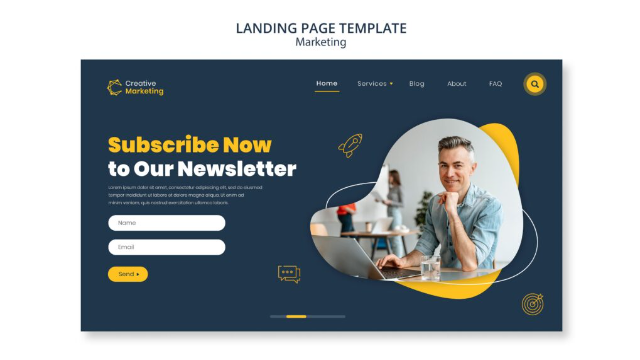 LANDING PAGE TEMPLATE
Marketing
Creative
Marketing
Home
Services
Blog
About
FAQ
Subscribe Now
to Our Newsletter
Lorem ipsum dolor sit amet, consectetur adipiscing elit, sed do eiusmod
tempor incididunt ut labore et dolore magna aliqua. Ut enim ad
minim veniam, quis nostrud exercitation ullamco laboris.
Name
Email
Send